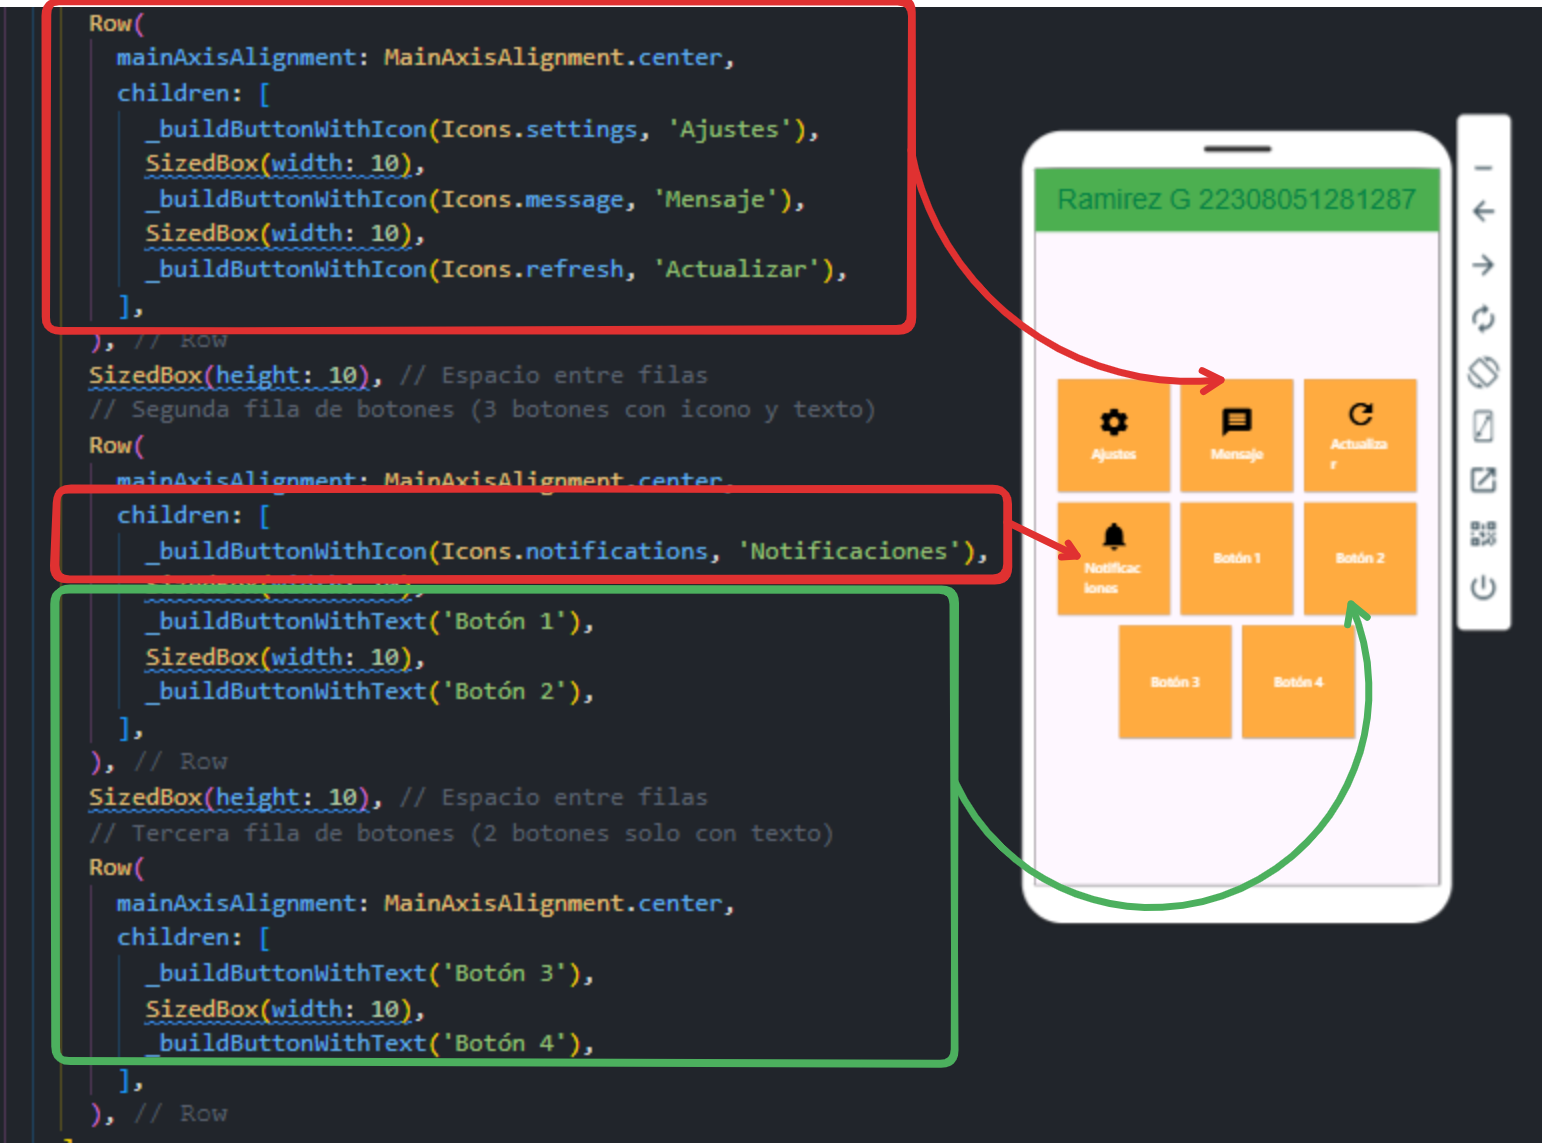 Row(
mainAxisAlignment: MainAxisAlignment.center,
children: [
_buildButtonWithIcon(Icons.settings, 'Ajustes'),
SizedBox(width: 10),
_buildButtonWithIcon(Icons.message, 'Mensaje'),
SizedBox(width: 10),
_buildButtonWithIcon(Icons.refresh, 'Actualizar'),
],
), // Row
SizedBox(height: 10), // Espacio entre filas
// Segunda fila de botones (3 botones con icono y texto)
Row(
mainAxisAlignment: MainAxisAlignment.center,
children: [
_buildButtonWithIcon(Icons.notifications, 'Notificaciones'),
SizedBox(width: 10),
_buildButtonWithText('Botón 1'),
SizedBox(width: 10),
_buildButtonWithText('Botón 2'),
],
), // Row
SizedBox(height: 10), // Espacio entre filas
// Tercera fila de botones (2 botones solo con texto)
Row(
mainAxisAlignment: MainAxisAlignment.center,
children: [
_buildButtonWithText('Botón 3'),
SizedBox(width: 10),
_buildButtonWithText('Botón 4'),
],
), // Row
Ramirez G 22308051281287
Ajustes
Mensaje
Actualiza
r
Notificac
iones
Botón 1
Botón 2
Botón 3
Botón 4